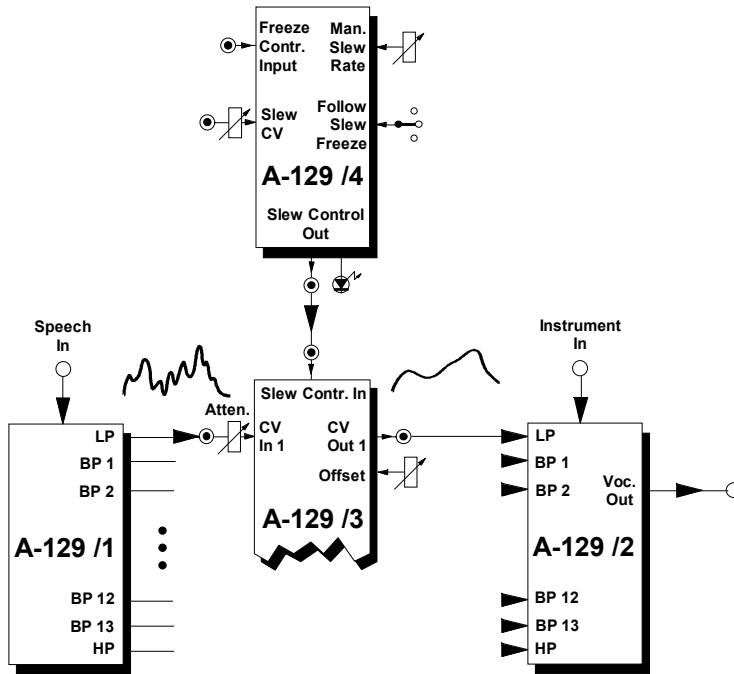 Freeze
Contr.
Input
Man.
Slew
Rate
Slew
CV
Follow
Slew
Freeze
A-129 /4
Slew Control
Out
Speech
In
Instrument
In
Atten.
Slew Contr. In
CV
In 1
CV
Out 1
Offset
A-129 /3
LP
BP 1
BP 2
A-129 /1
BP 12
BP 13
HP
LP
BP 1
BP 2
Voc.
Out
A-129 /2
BP 12
BP 13
HP